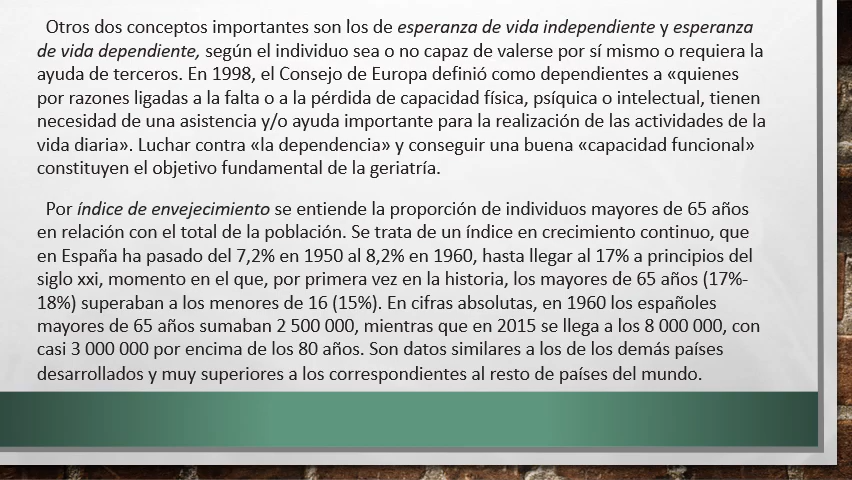 Otros dos conceptos importantes son los de esperanza de vida independiente y esperanza
de vida dependiente, según el individuo sea o no capaz de valerse por sí mismo o requiera la
ayuda de terceros. En 1998, el Consejo de Europa definió como dependientes a «quienes
por razones ligadas a la falta o a la pérdida de capacidad física, psíquica o intelectual, tienen
necesidad de una asistencia y/o ayuda importante para la realización de las actividades de la
vida diaria». Luchar contra «la dependencia» y conseguir una buena «capacidad funcional»
constituyen el objetivo fundamental de la geriatría.
Por índice de envejecimiento se entiende la proporción de individuos mayores de 65 años
en relación con el total de la población. Se trata de un índice en crecimiento continuo, que
en España ha pasado del 7,2% en 1950 al 8,2% en 1960, hasta llegar al 17% a principios del
siglo xxi, momento en el que, por primera vez en la historia, los mayores de 65 años (17%-
18%) superaban a los menores de 16 (15%). En cifras absolutas, en 1960 los españoles
mayores de 65 años sumaban 2 500 000, mientras que en 2015 se llega a los 8 000 000, con
casi 3 000 000 por encima de los 80 años. Son datos similares a los de los demás países
desarrollados y muy superiores a los correspondientes al resto de países del mundo.